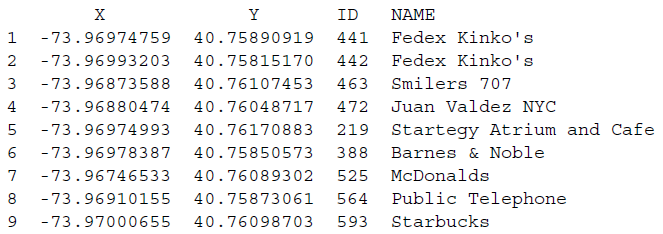 X Y ID NAME
1 -73.96974759 40.75890919 441 Fedex Kinko's
2 -73.96993203 40.75815170 442 Fedex Kinko's
3 -73.96873588 40.76107453 463 Smilers 707
4 -73.96880474 40.76048717 472 Juan Valdez NYC
5 -73.96974993 40.76170883 219 Startegy Atrium and Cafe
6 -73.96978387 40.75850573 388 Barnes & Noble
7 -73.96746533 40.76089302 525 McDonalds
8 -73.96910155 40.75873061 564 Public Telephone
9 -73.97000655 40.76098703 593 Starbucks